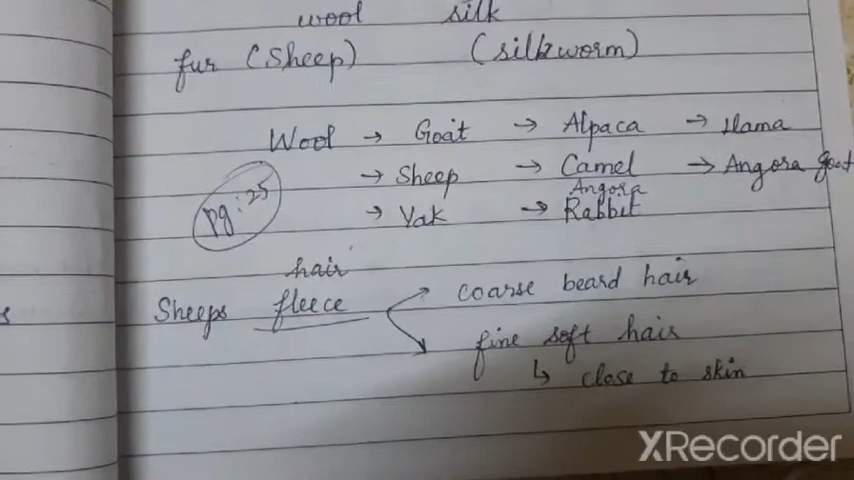 wool silk
fur (Sheep) (silkworm)
Wool → Goat → Alpaca → Llama
→ Sheep → Camel → Angora goat
pg: 25 → Yak → Angora Rabbit
hair
Sheeps fleece → coarse beard hair
→ fine soft hair
↳ close to skin
s
XRecorder